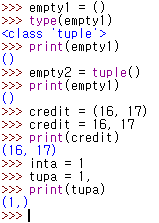 >>> empty1 = ()
>>> type(empty1)
<class 'tuple'>
>>> print(empty1)
()
>>> empty2 = tuple()
>>> print(empty1)
()
>>> credit = (16, 17)
>>> credit = 16, 17
>>> print(credit)
(16, 17)
>>> inta = 1
>>> tupa = 1,
>>> print(tupa)
(1,)
>>>